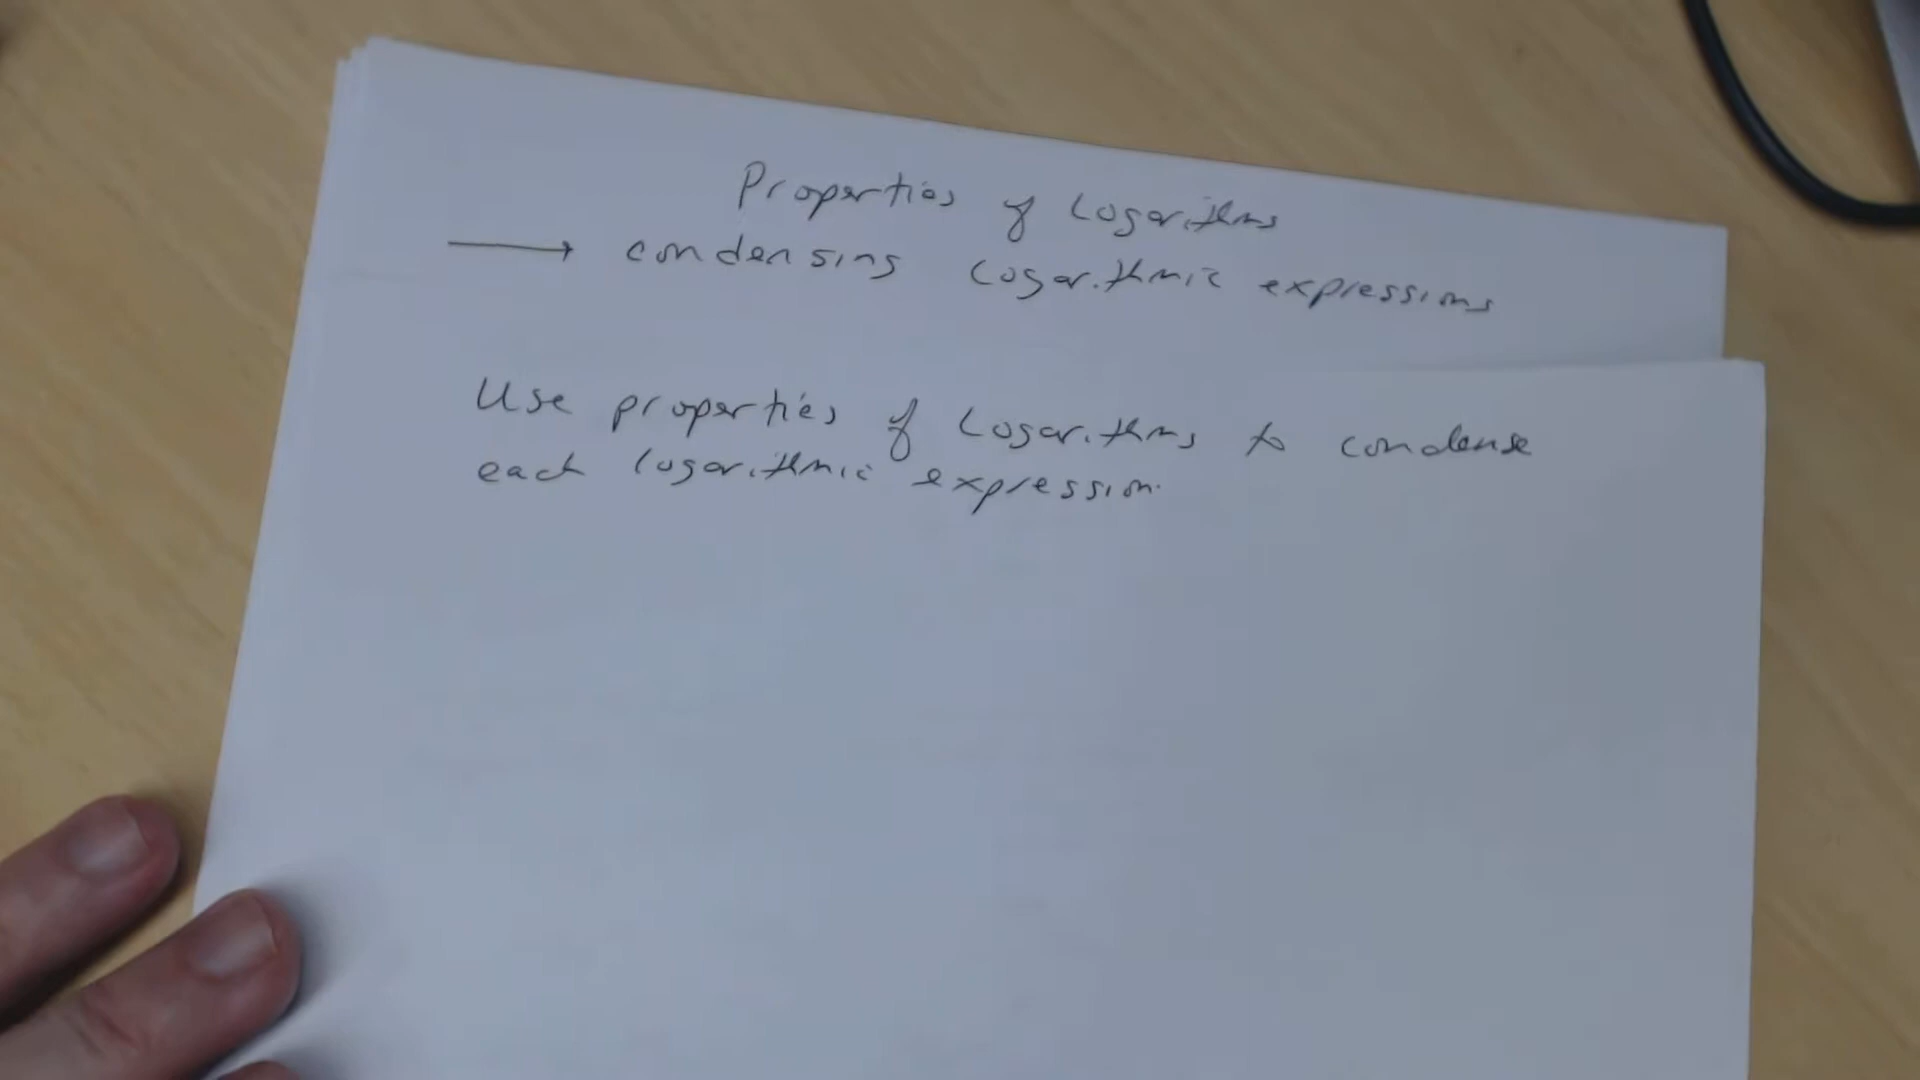 Properties of Logarithms
→ condensing Logarithmic expressions
Use properties of Logarithms to condense
each logarithmic expression.